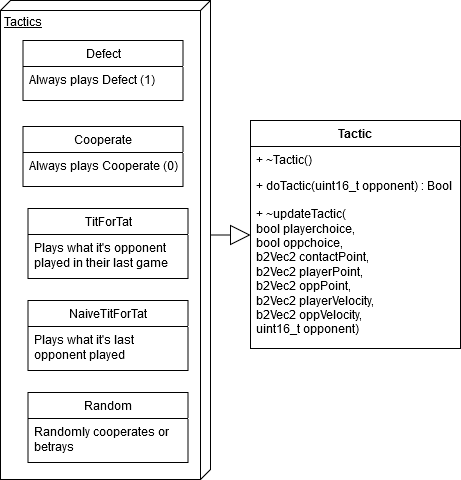 Tactics
Defect
Always plays Defect (1)
Cooperate
Always plays Cooperate (0)
TitForTat
Plays what it's opponent
played in their last game
NaiveTitForTat
Plays what it's last
opponent played
Random
Randomly cooperates or
betrays
Tactic
+ ~Tactic()
+ doTactic(uint16_t opponent) : Bool
+ ~updateTactic(
bool playerchoice,
bool oppchoice,
b2Vec2 contactPoint,
b2Vec2 playerPoint,
b2Vec2 oppPoint,
b2Vec2 playerVelocity,
b2Vec2 oppVelocity,
uint16_t opponent)